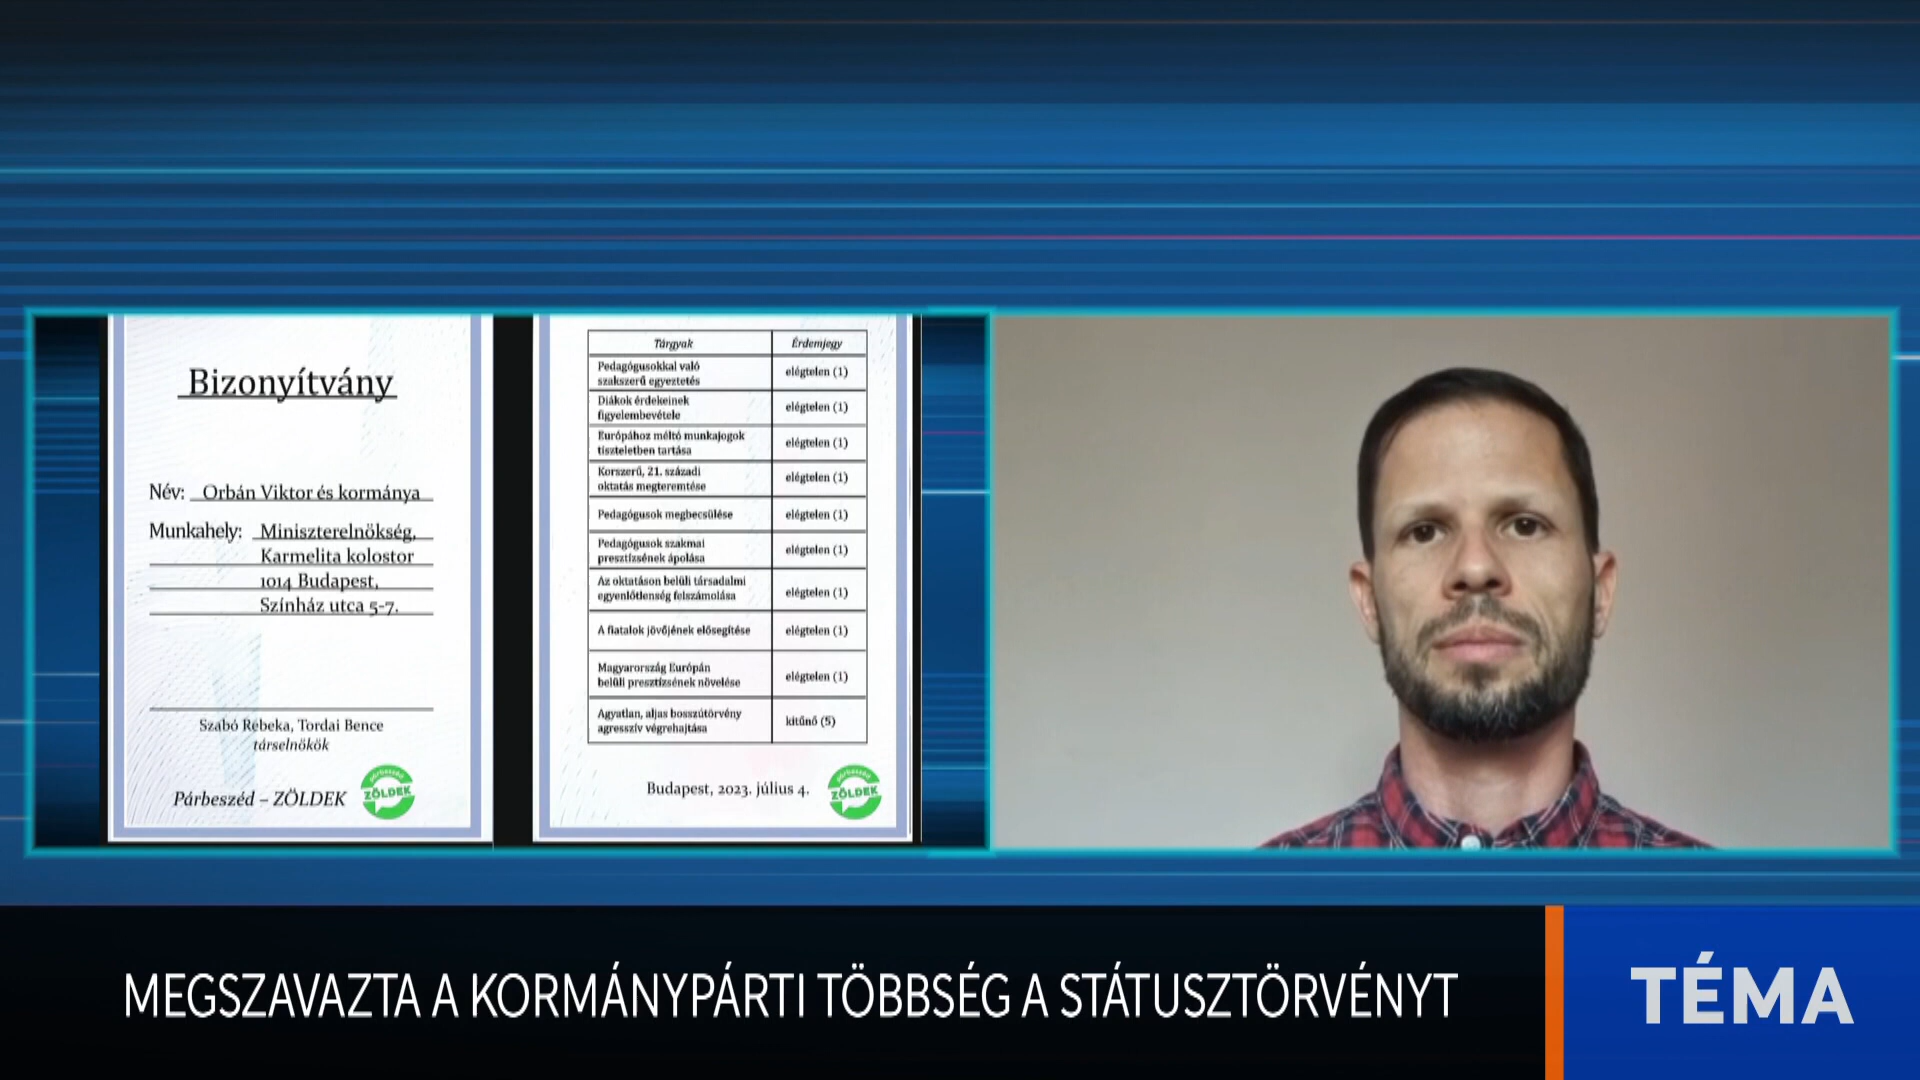 Bizonyítvány
Név: Orbán Viktor és kormánya
Munkahely: Miniszterelnökség,
Karmelita kolostor
1014 Budapest,
Színház utca 5-7.
Szabó Rebeka, Tordai Bence
társelnökök
Párbeszéd – ZÖLDEK
párbeszéd
ZÖLDEK
Tárgyak Érdemjegy
Pedagógusokkal való
szakszerű egyeztetés
elégtelen (1)
Diákok érdekeinek
figyelembevétele
elégtelen (1)
Európához méltó munkajogok
tiszteletben tartása
elégtelen (1)
Korszerű, 21. századi
oktatás megteremtése
elégtelen (1)
Pedagógusok megbecsülése elégtelen (1)
Pedagógusok szakmai
presztízsének ápolása
elégtelen (1)
Az oktatáson belüli társadalmi
egyenlőtlenség felszámolása
elégtelen (1)
A fiatalok jövőjének elősegítése elégtelen (1)
Magyarország Európán
belüli presztízsének növelése
elégtelen (1)
Agyatlan, aljas bosszútörvény
agresszív végrehajtása
kitűnő (5)
Budapest, 2023. július 4.
párbeszéd
ZÖLDEK
MEGSZAVAZTA A KORMÁNYPÁRTI TÖBBSÉG A STÁTUSZTÖRVÉNYT
TÉMA